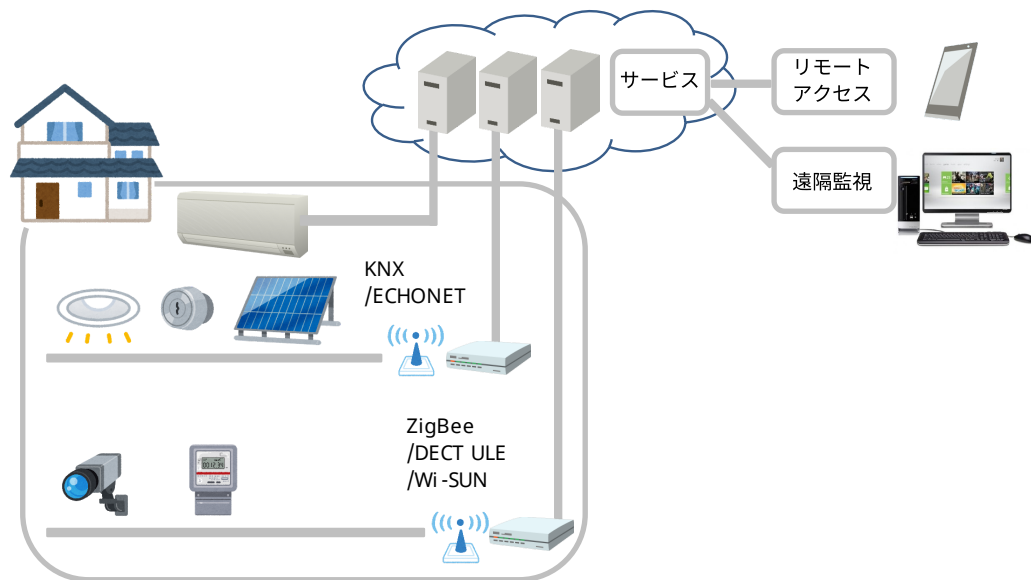 サービス
リモート
アクセス
遠隔監視
KNX
/ECHONET
ZigBee
/DECT ULE
/Wi-SUN